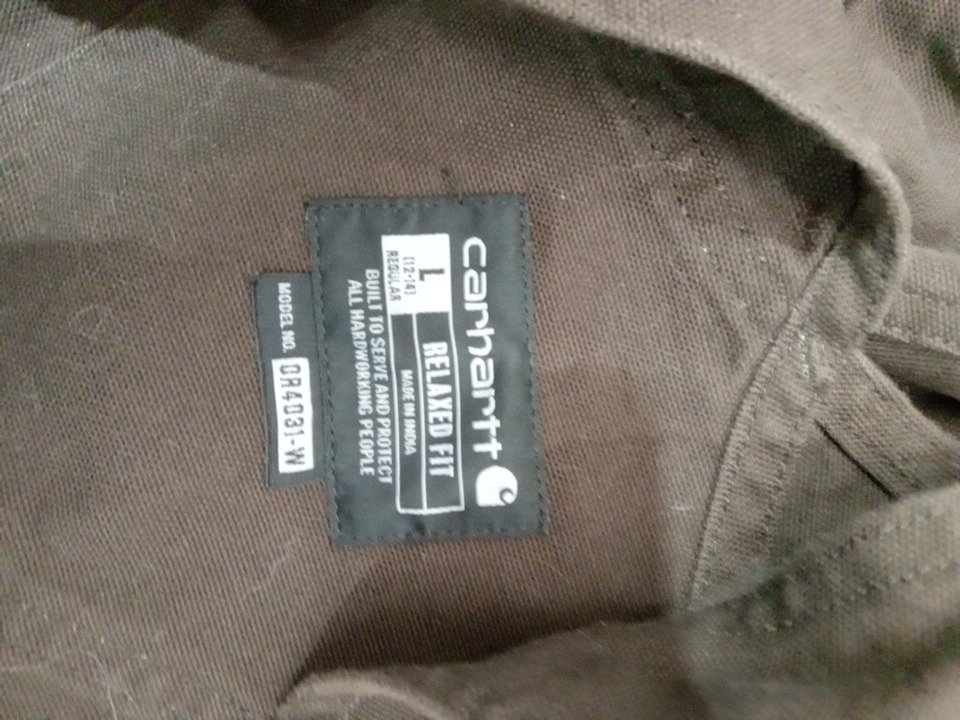 carhartt
L
(12-14)
REGULAR
RELAXED FIT
MADE IN INDIA
BUILT TO SERVE AND PROTECT
ALL HARDWORKING PEOPLE
MODEL NO. OR4031-W